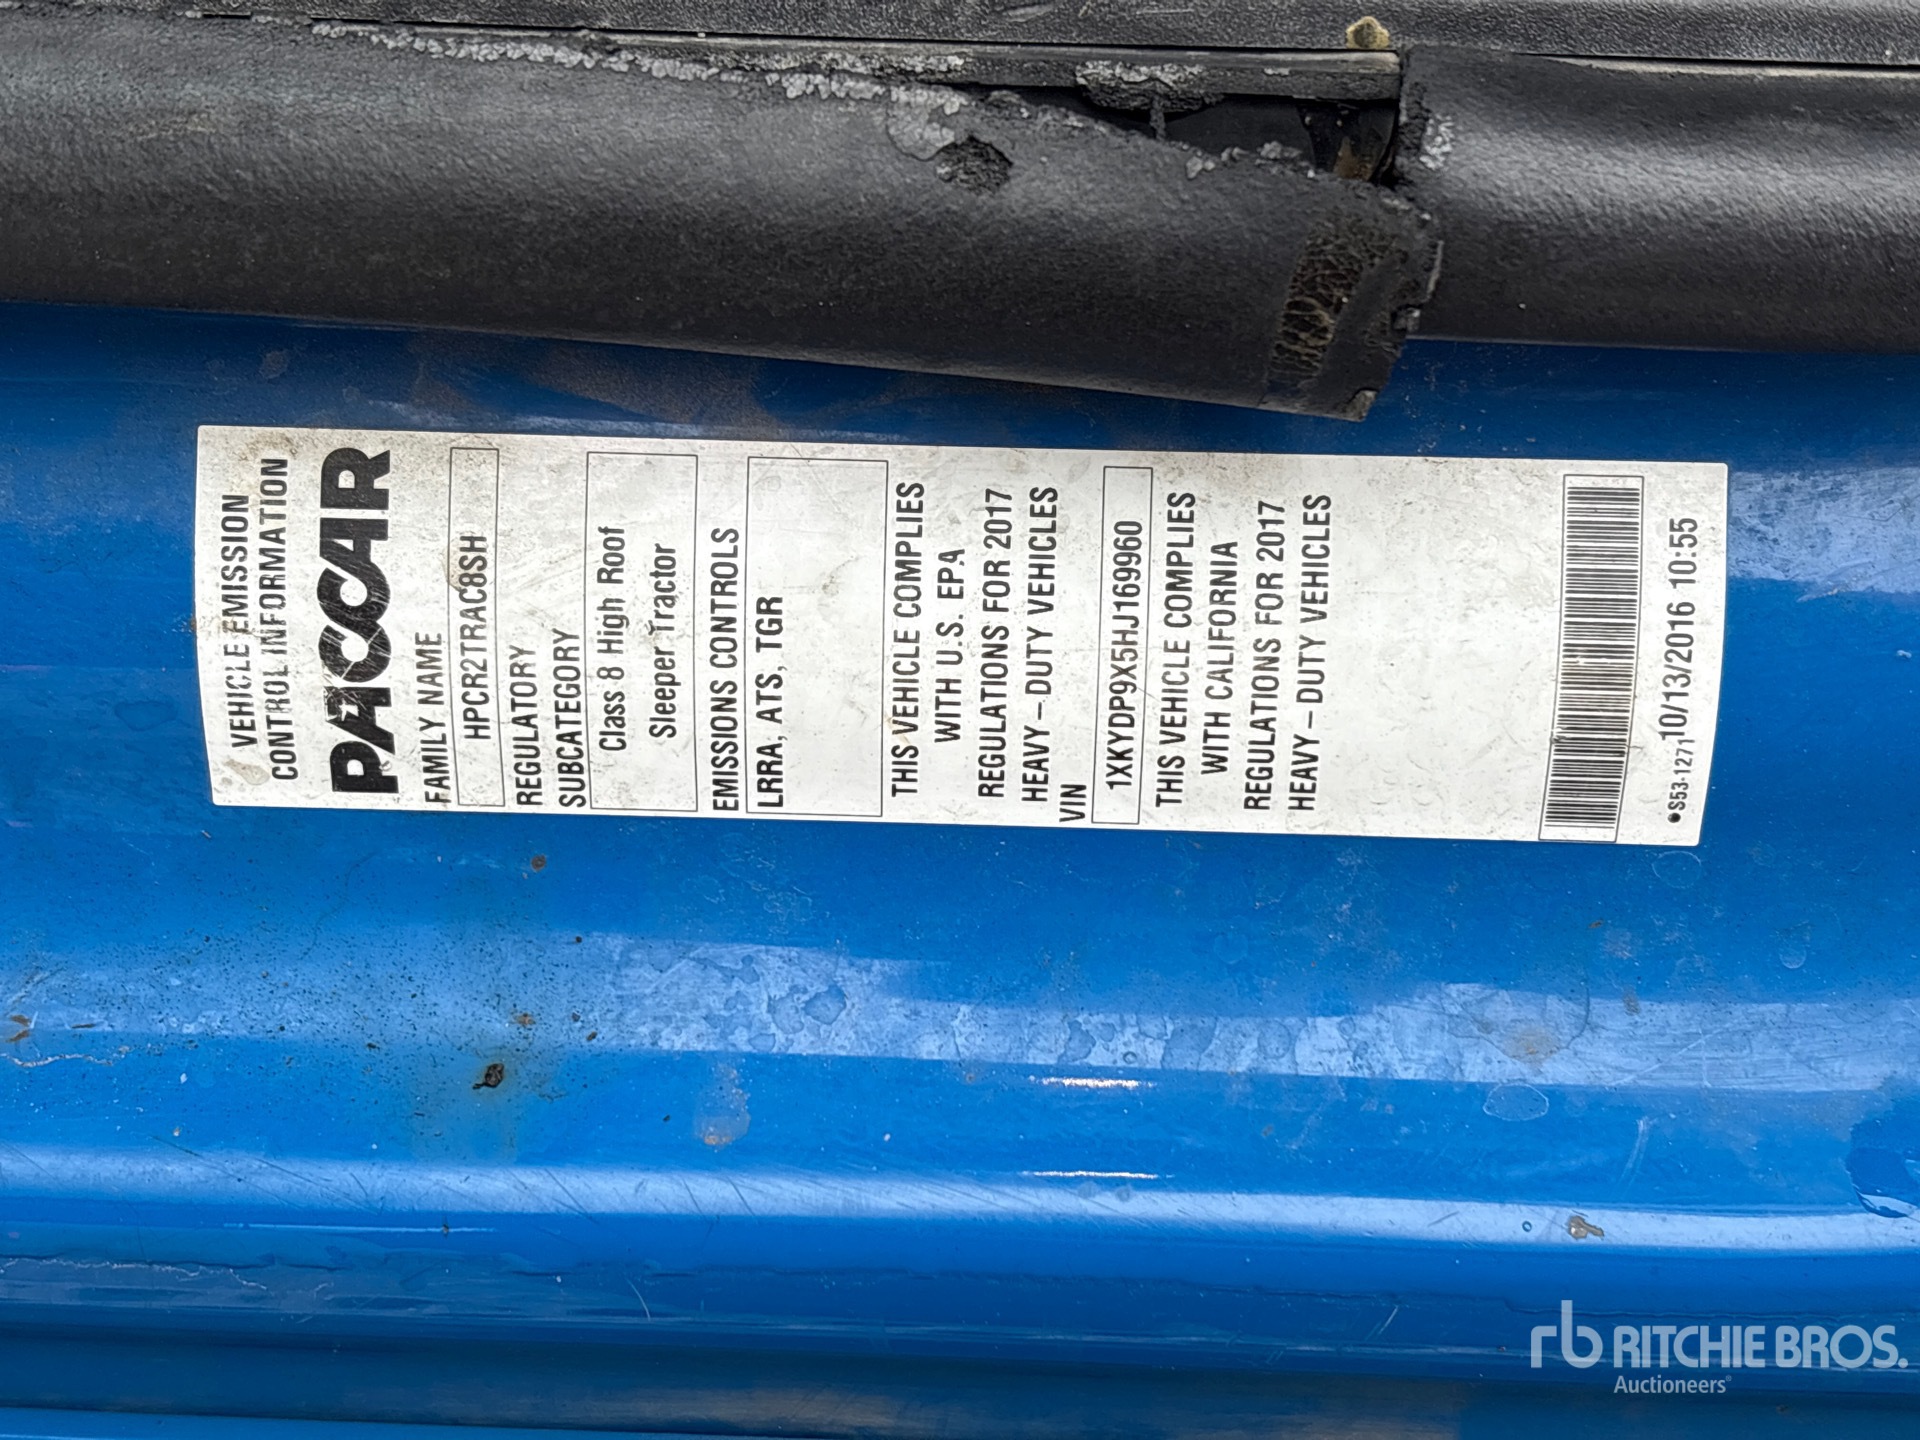 VEHICLE EMISSION
CONTROL INFORMATION
PACCAR
FAMILY NAME
HPCR2TRAC8SH
REGULATORY
SUBCATEGORY
Class 8 High Roof
Sleeper Tractor
EMISSIONS CONTROLS
LRRA, ATS, TGR
THIS VEHICLE COMPLIES
WITH U.S. EPA
REGULATIONS FOR 2017
HEAVY-DUTY VEHICLES
VIN
1XKYDP9X5HJ169960
THIS VEHICLE COMPLIES
WITH CALIFORNIA
REGULATIONS FOR 2017
HEAVY-DUTY VEHICLES
•S53-1271 10/13/2016 10:55
rb RITCHIE BROS.
Auctioneers®